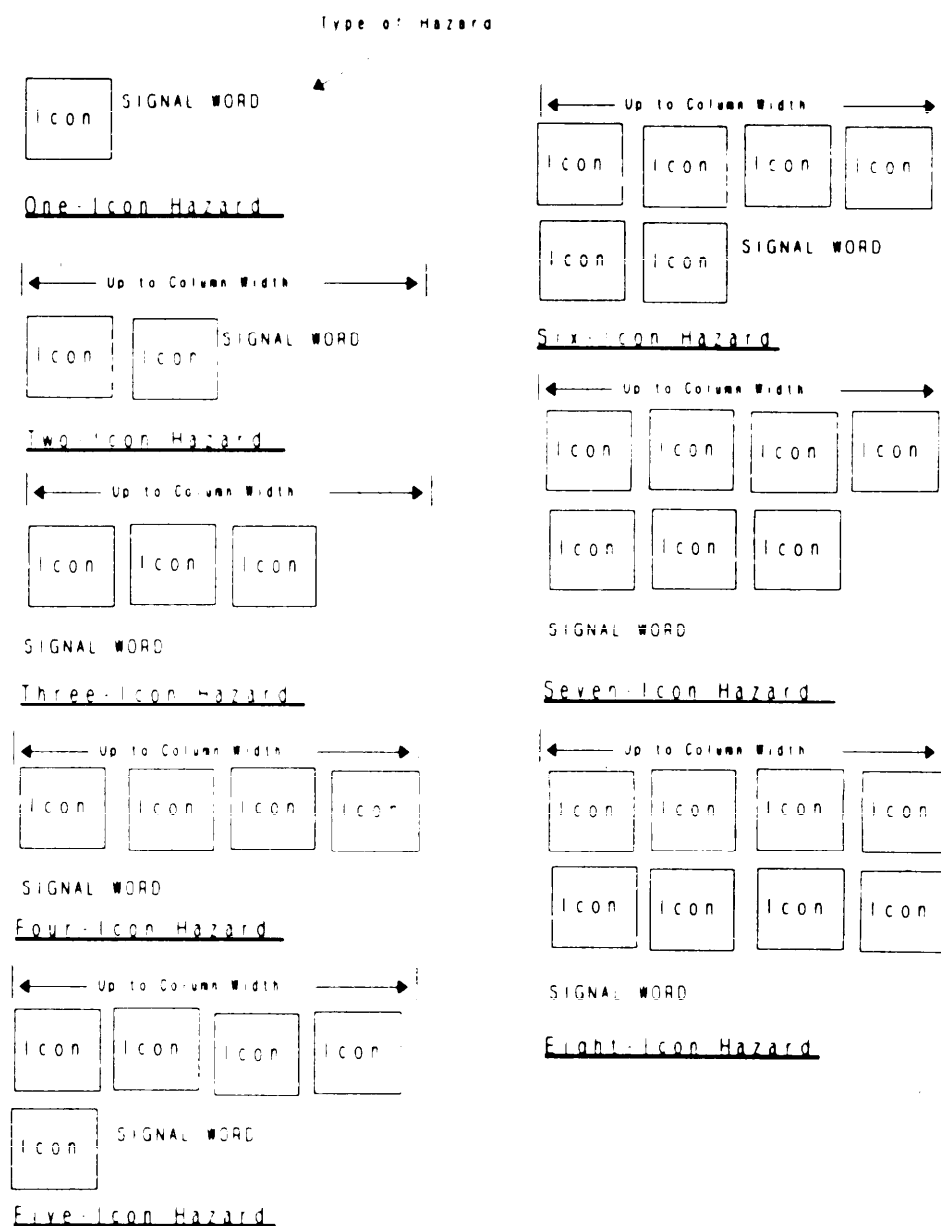 Type of Hazard
Icon
SIGNAL WORD
One-Icon Hazard
Up to Column Width
Icon Icon
SIGNAL WORD
Two-Icon Hazard
Up to Column Width
Icon Icon Icon
SIGNAL WORD
Three-Icon Hazard
Up to Column Width
Icon Icon Icon Icon
SIGNAL WORD
Four-Icon Hazard
Up to Column Width
Icon Icon Icon Icon
Icon
SIGNAL WORD
Five-Icon Hazard
Up to Column Width
Icon Icon Icon Icon
Icon Icon
SIGNAL WORD
Six-Icon Hazard
Up to Column Width
Icon Icon Icon Icon
Icon Icon Icon
SIGNAL WORD
Seven-Icon Hazard
Up to Column Width
Icon Icon Icon Icon
Icon Icon Icon Icon
SIGNAL WORD
Eight-Icon Hazard